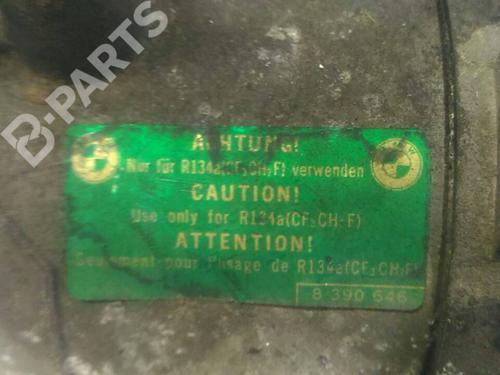 B-PARTS
ACHTUNG!
Nur für R134a(CF₃CH₂F) verwenden
CAUTION!
Use only for R134a(CF₃CH₂F)
ATTENTION!
Seulement pour l'usage de R134a(CF₃CH₂F)
8 390 646